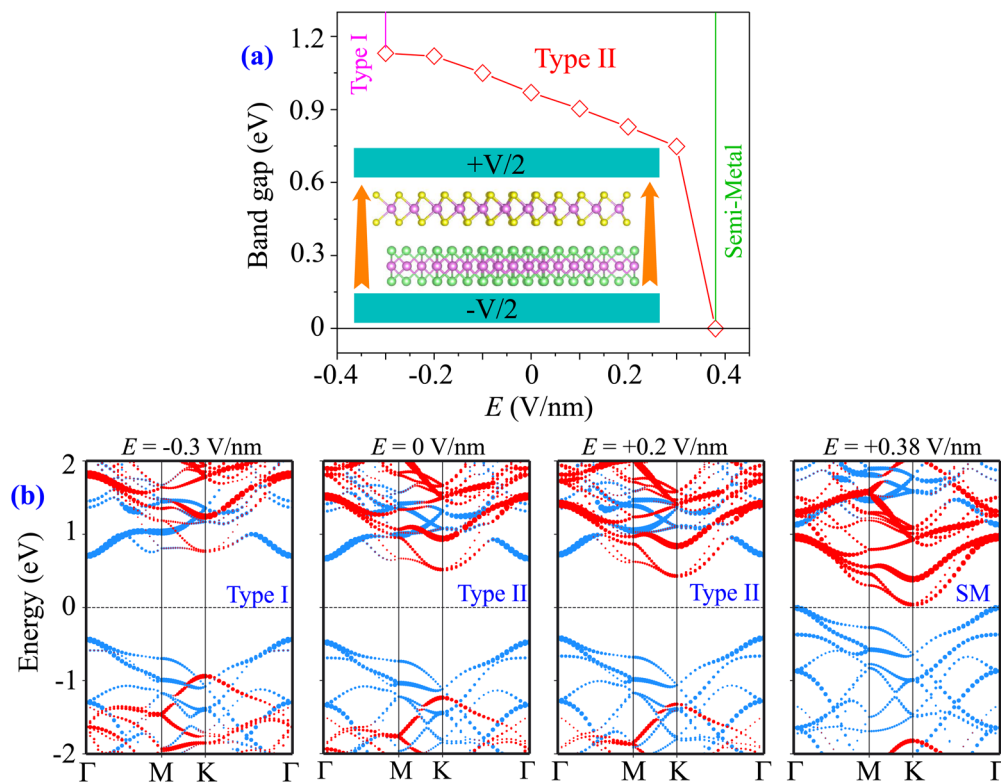 (a)
Type I
Type II
Semi-Metal
1.2
0.9
0.6
0.3
0
Band gap (eV)
+V/2
-V/2
-0.4
-0.2
0
0.2
0.4
E (V/nm)
(b)
E = -0.3 V/nm
E = 0 V/nm
E = +0.2 V/nm
E = +0.38 V/nm
2
1
0
-1
-2
Energy (eV)
Type I
Type II
Type II
SM
Γ M K Γ
Γ M K Γ
Γ M K Γ
Γ M K Γ